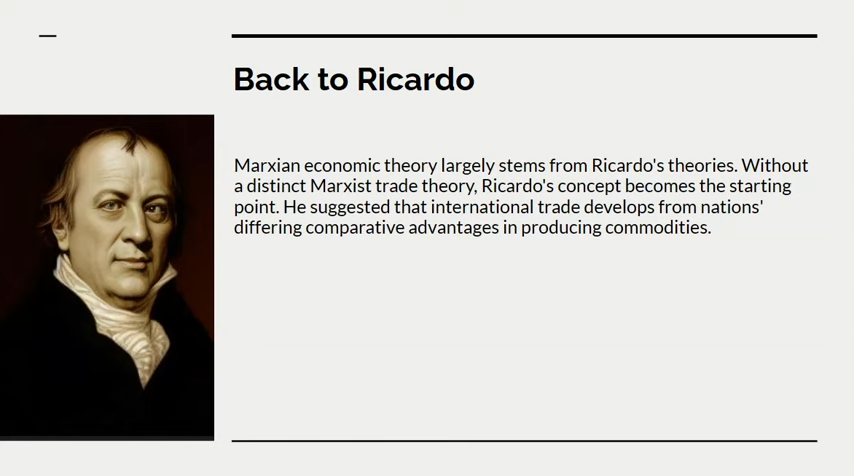 Back to Ricardo
Marxian economic theory largely stems from Ricardo's theories. Without
a distinct Marxist trade theory, Ricardo's concept becomes the starting
point. He suggested that international trade develops from nations'
differing comparative advantages in producing commodities.